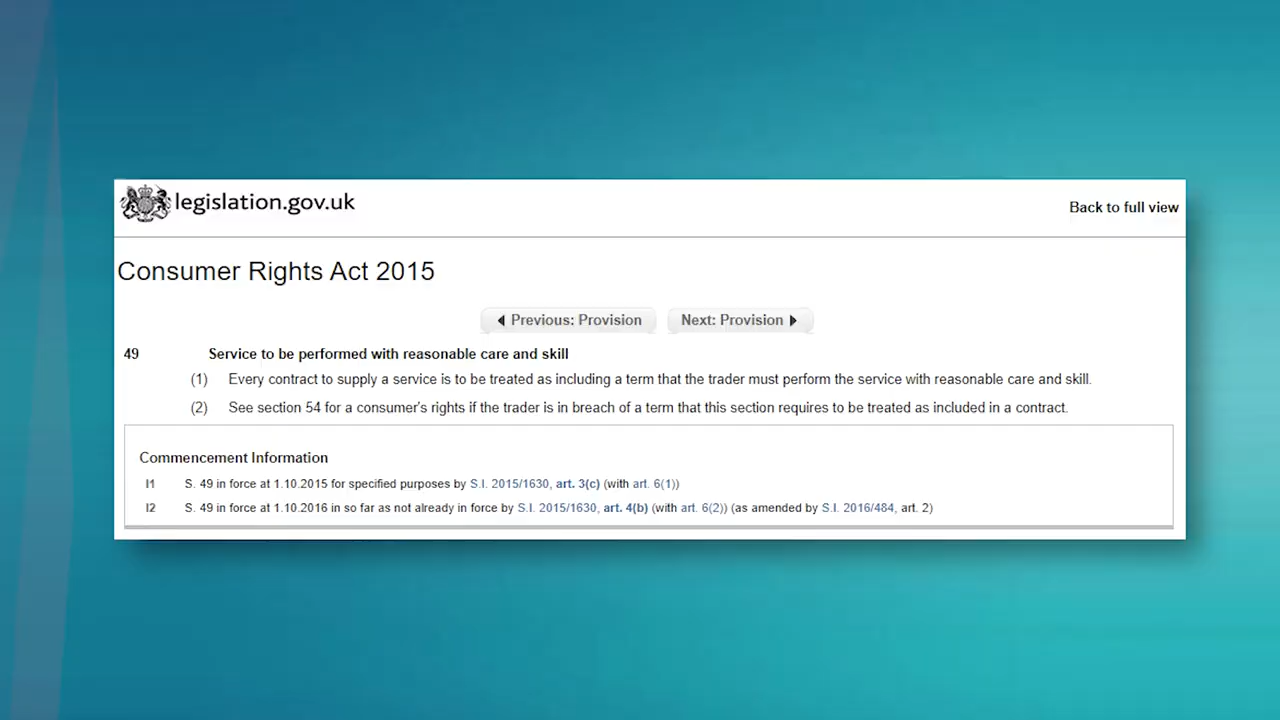 legislation.gov.uk
Back to full view
Consumer Rights Act 2015
Previous: Provision Next: Provision
49 Service to be performed with reasonable care and skill
(1) Every contract to supply a service is to be treated as including a term that the trader must perform the service with reasonable care and skill.
(2) See section 54 for a consumer's rights if the trader is in breach of a term that this section requires to be treated as included in a contract.
Commencement Information
I1 S. 49 in force at 1.10.2015 for specified purposes by S.I. 2015/1630, art. 3(c) (with art. 6(1))
I2 S. 49 in force at 1.10.2016 in so far as not already in force by S.I. 2015/1630, art. 4(b) (with art. 6(2)) (as amended by S.I. 2016/484, art. 2)